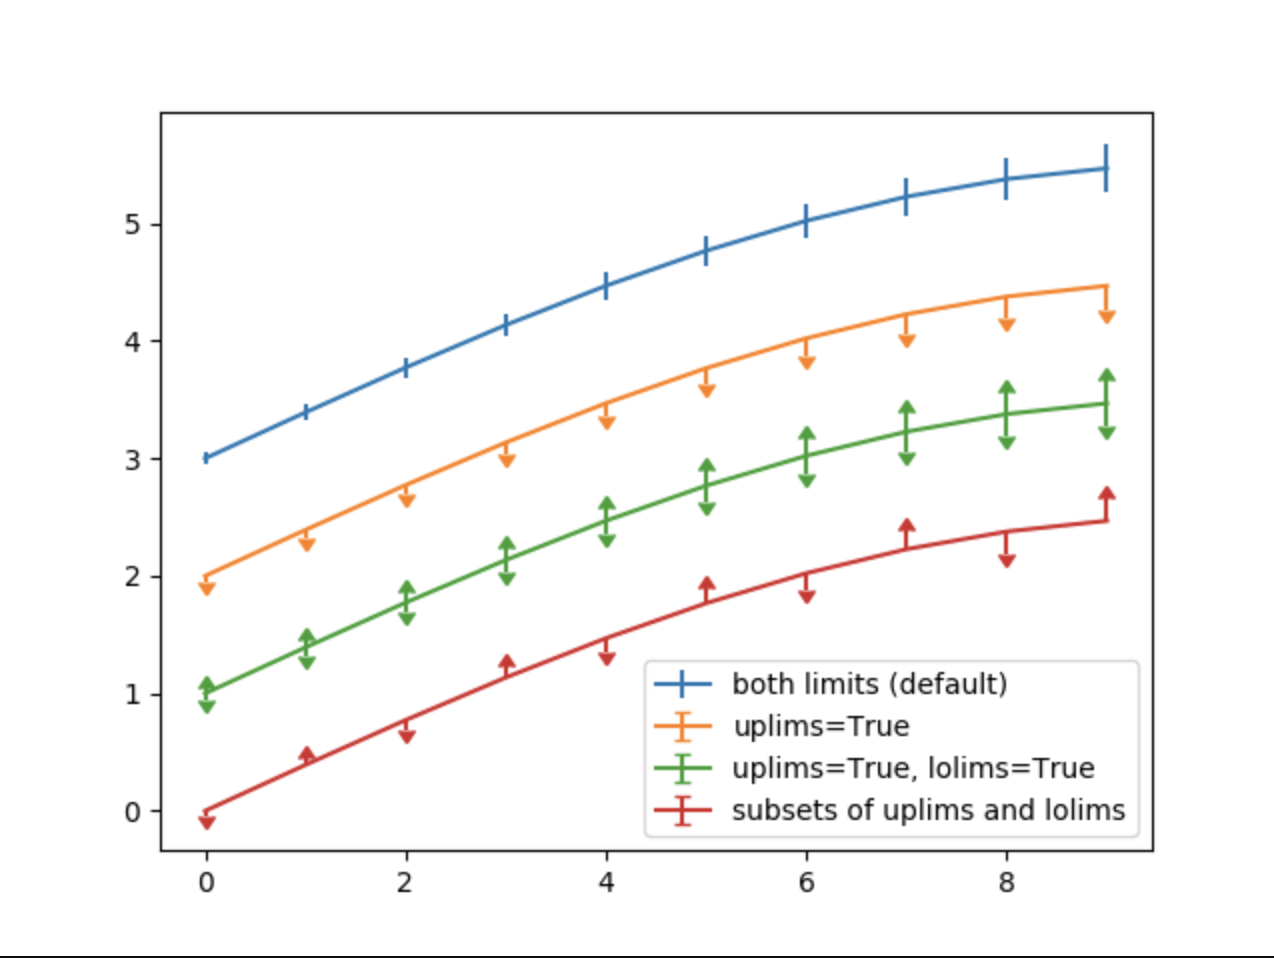 5
4
3
2
1
0
0 2 4 6 8
both limits (default)
uplims=True
uplims=True, lolims=True
subsets of uplims and lolims